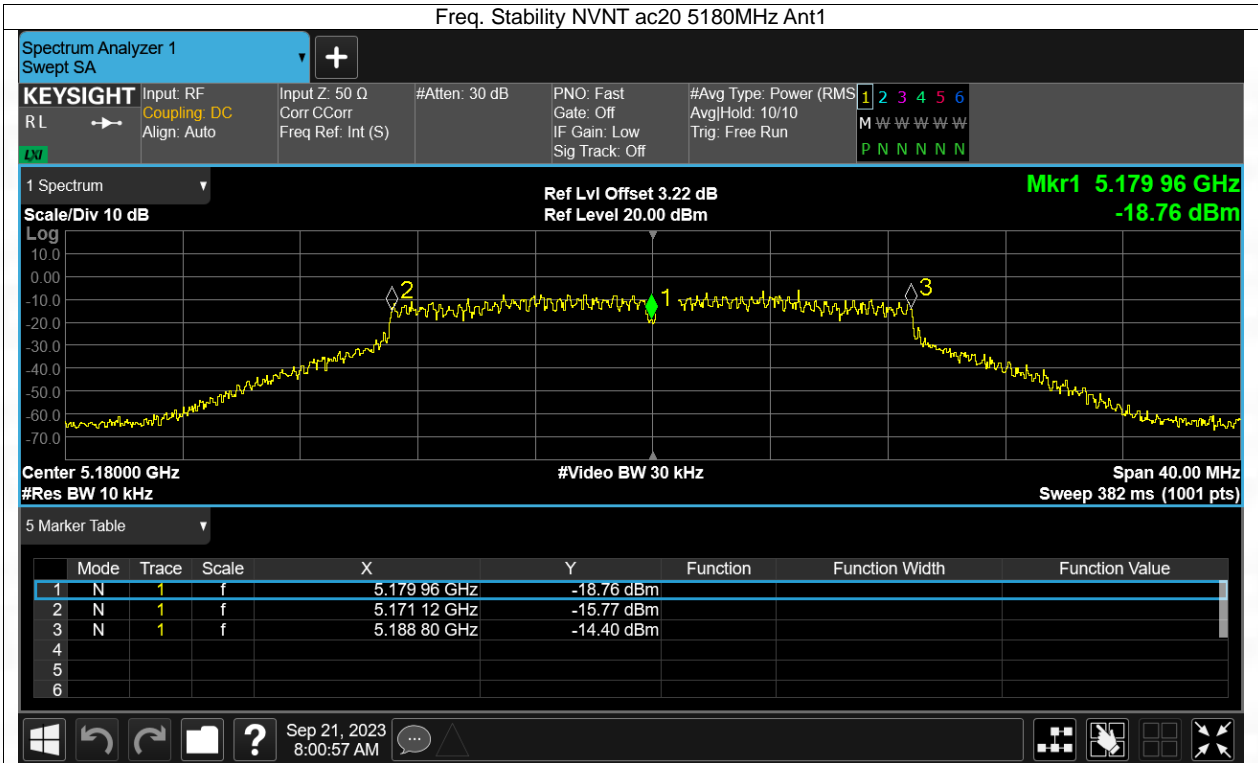 Freq. Stability NVNT ac20 5180MHz Ant1
Spectrum Analyzer 1
Swept SA
KEYSIGHT
RL
LXI
Input: RF
Coupling: DC
Align: Auto
Input Z: 50 Ω
Corr CCorr
Freq Ref: Int (S)
#Atten: 30 dB
PNO: Fast
Gate: Off
IF Gain: Low
Sig Track: Off
#Avg Type: Power (RMS
Avg|Hold: 10/10
Trig: Free Run
1 2 3 4 5 6
M W W W W W
P N N N N N
1 Spectrum
Scale/Div 10 dB
Ref Lvl Offset 3.22 dB
Ref Level 20.00 dBm
Mkr1 5.179 96 GHz
-18.76 dBm
Log
10.0
0.00
-10.0
-20.0
-30.0
-40.0
-50.0
-60.0
-70.0
2
1
3
Center 5.18000 GHz
#Video BW 30 kHz
Span 40.00 MHz
#Res BW 10 kHz
Sweep 382 ms (1001 pts)
5 Marker Table
Mode Trace Scale X Y Function Function Width Function Value
1 N 1 f 5.179 96 GHz -18.76 dBm
2 N 1 f 5.171 12 GHz -15.77 dBm
3 N 1 f 5.188 80 GHz -14.40 dBm
4
5
6
?
Sep 21, 2023
8:00:57 AM